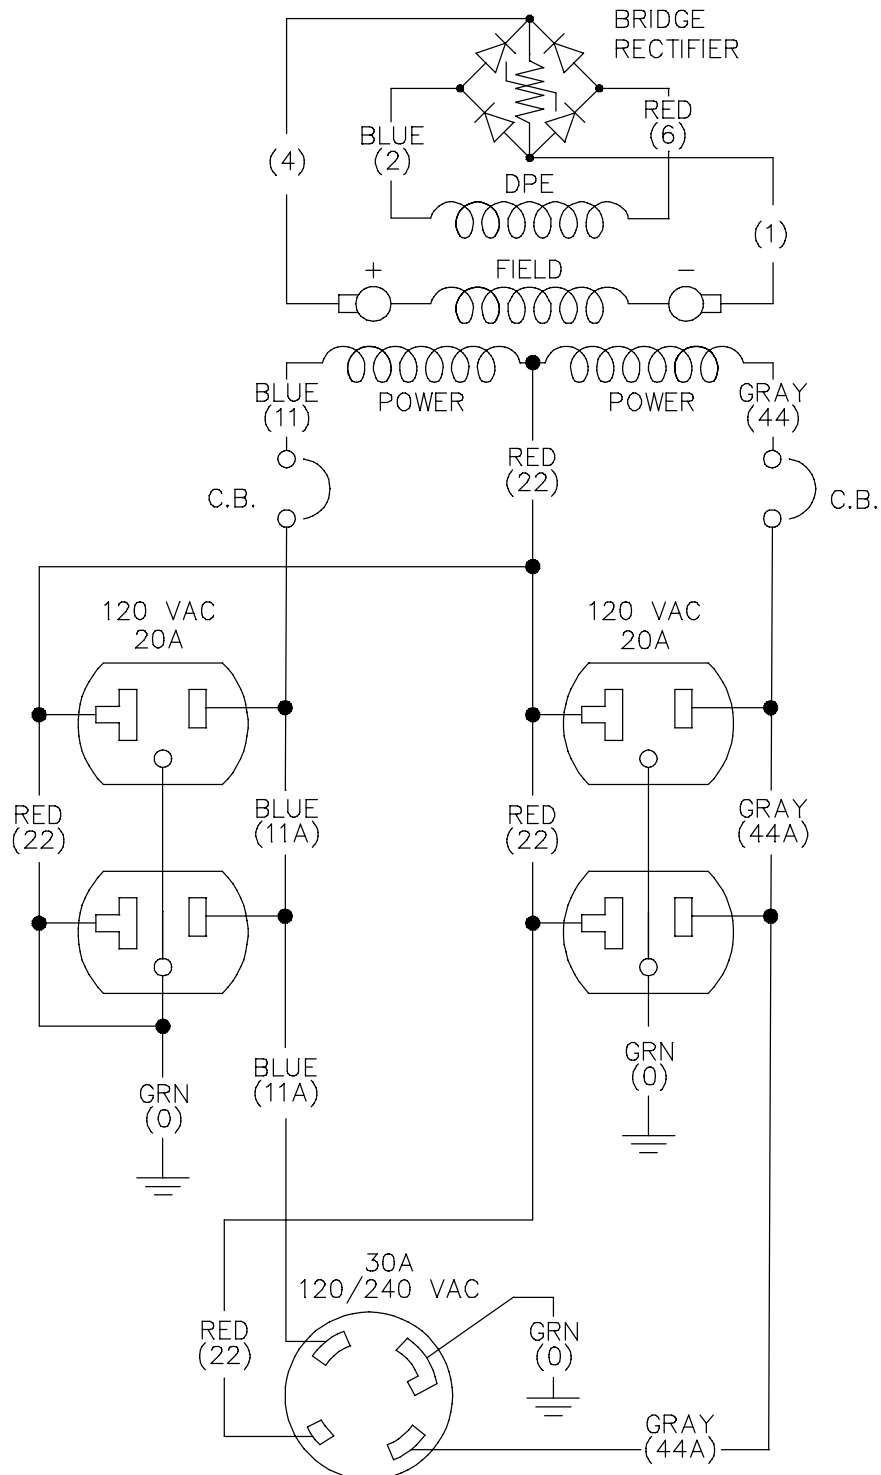 BRIDGE
RECTIFIER
RED
(6)
BLUE
(2)
(4)
DPE
(1)
+
FIELD
-
BLUE
(11)
POWER
POWER
GRAY
(44)
RED
(22)
C.B.
C.B.
120 VAC
20A
120 VAC
20A
RED
(22)
BLUE
(11A)
RED
(22)
GRAY
(44A)
GRN
(0)
BLUE
(11A)
GRN
(0)
30A
120/240 VAC
RED
(22)
GRN
(0)
GRAY
(44A)